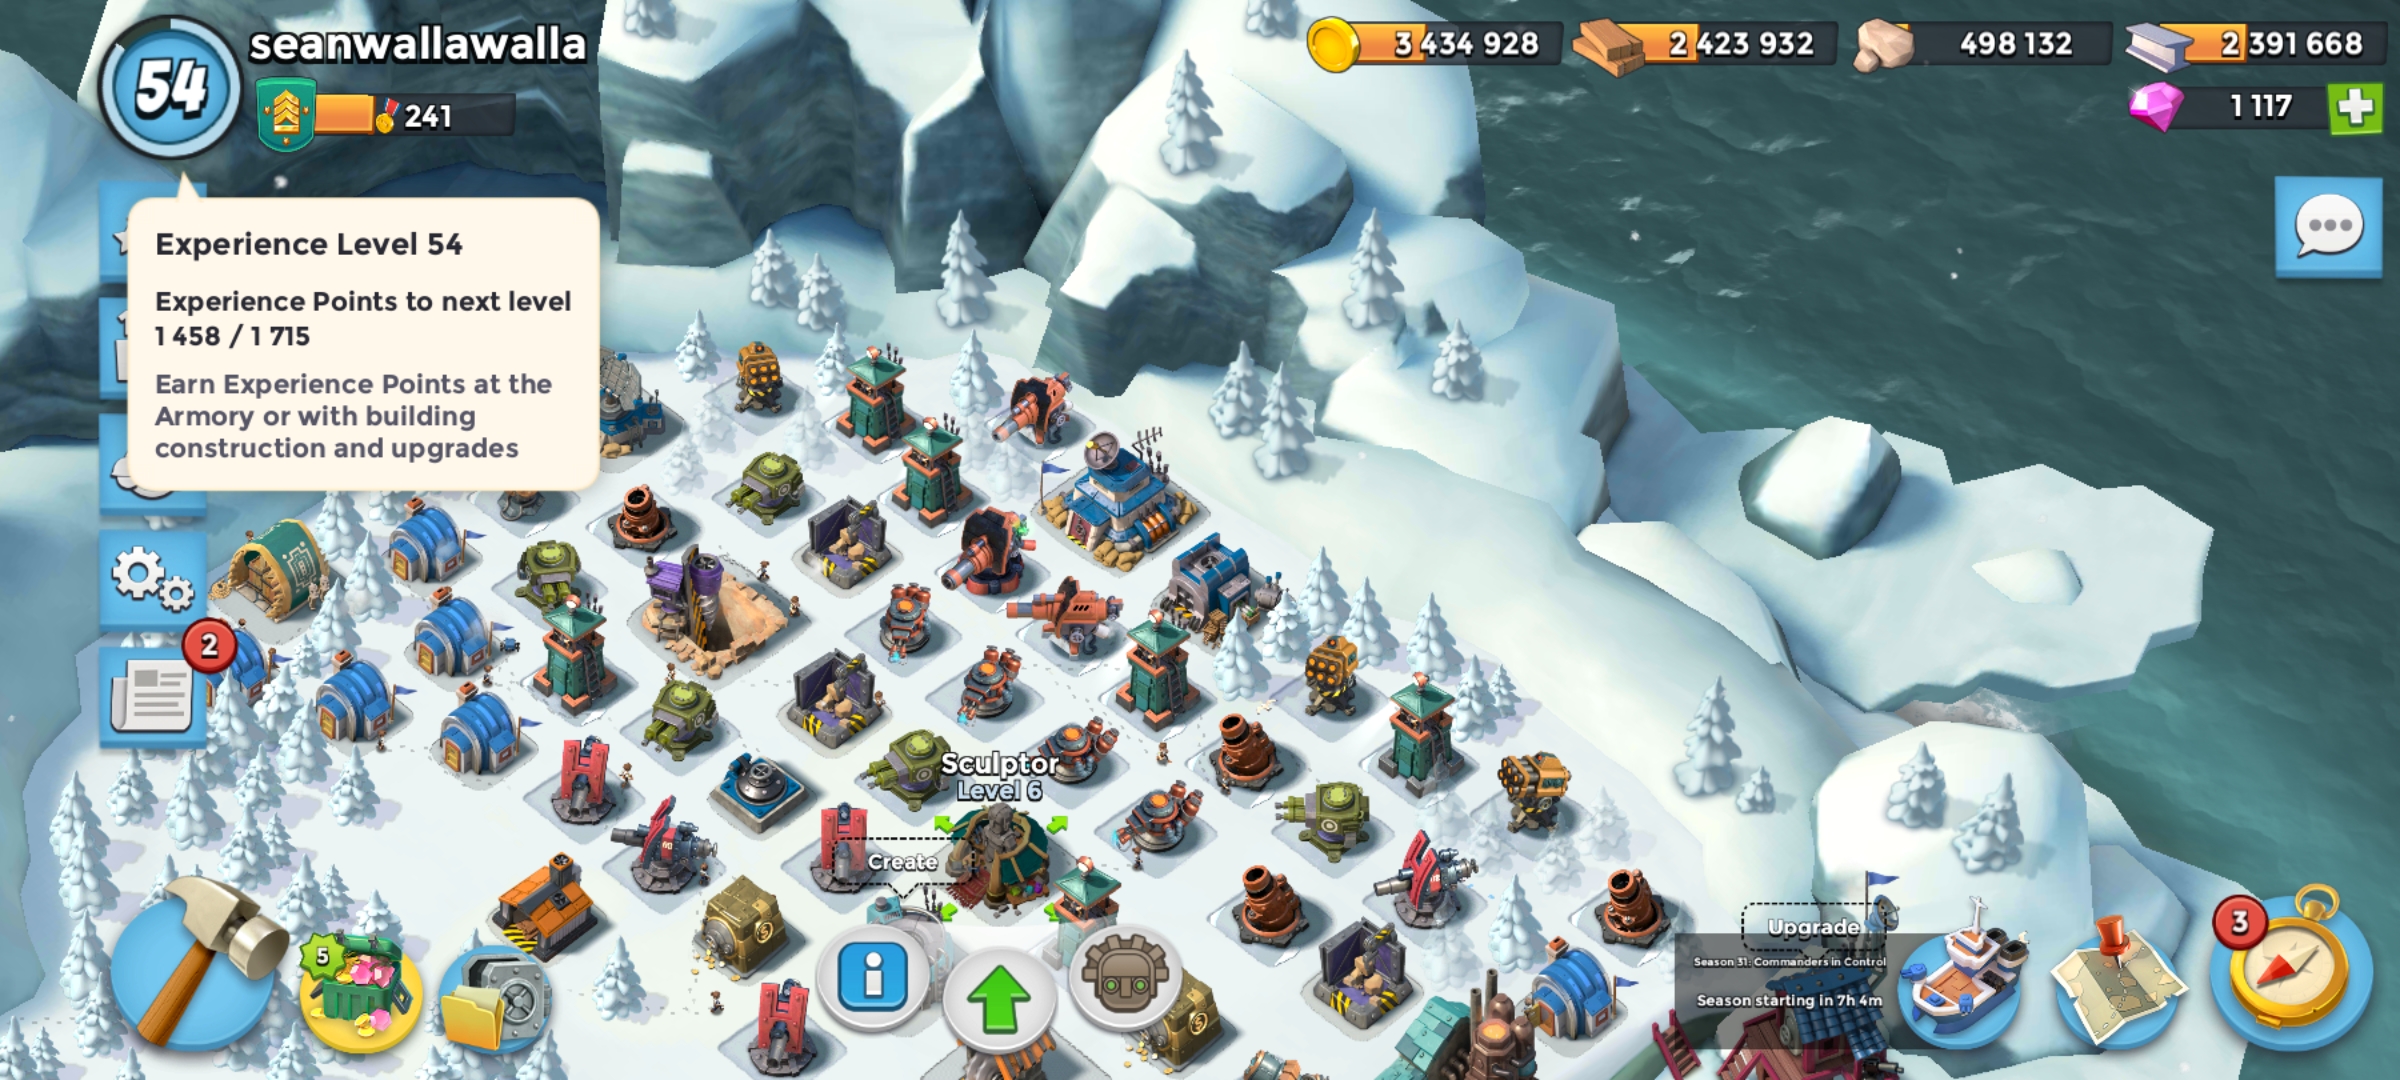 54
seanwallawalla
241
3 434 928
2 423 932
498 132
2 391 668
1 117
Experience Level 54
Experience Points to next level
1 458 / 1 715
Earn Experience Points at the
Armory or with building
construction and upgrades
2
Sculptor
Level 6
Create
5
Upgrade
Season 31: Commanders in Control
Season starting in 7h 4m
3